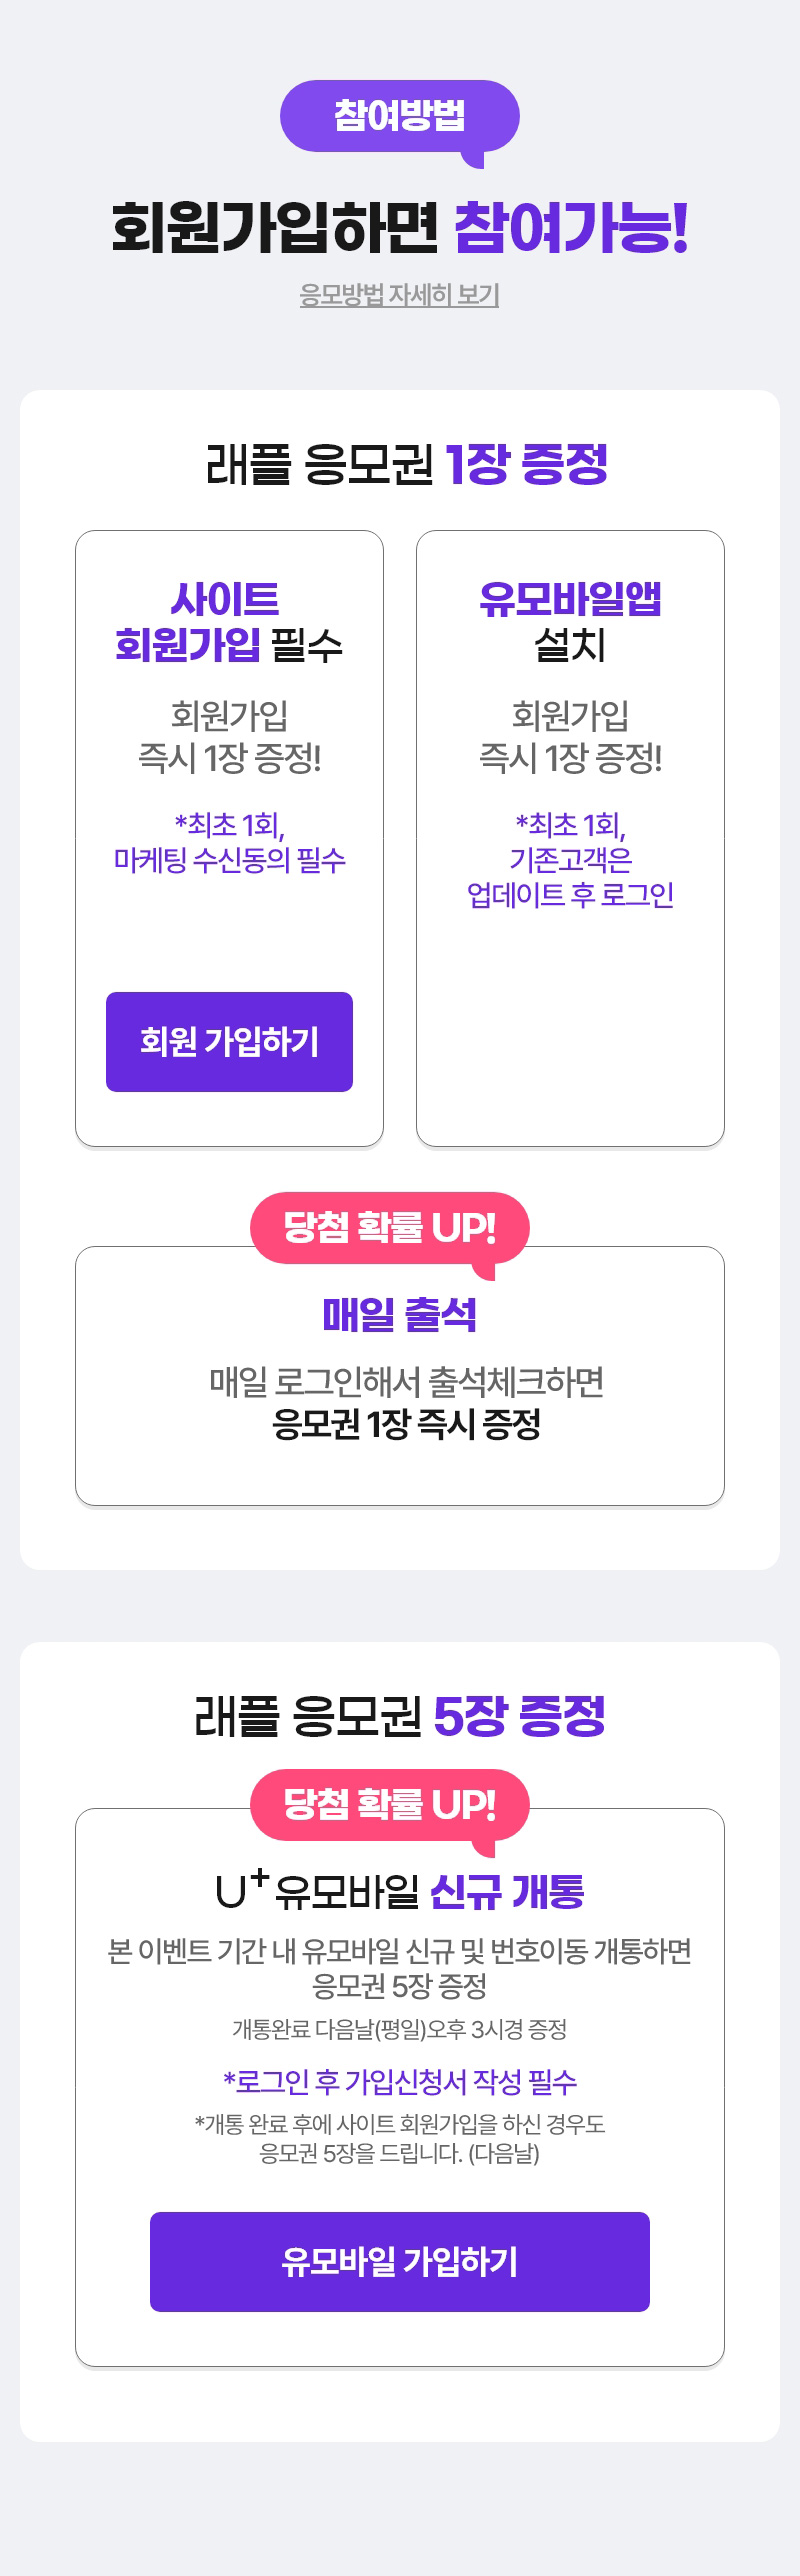 참여방법
회원가입하면 참여가능!
응모방법 자세히 보기
래플 응모권 1장 증정
사이트
회원가입 필수
회원가입
즉시 1장 증정!
*최초 1회,
마케팅 수신동의 필수
회원 가입하기
유모바일앱
설치
회원가입
즉시 1장 증정!
*최초 1회,
기존고객은
업데이트 후 로그인
당첨 확률 UP!
매일 출석
매일 로그인해서 출석체크하면
응모권 1장 즉시 증정
래플 응모권 5장 증정
당첨 확률 UP!
U+유모바일 신규 개통
본 이벤트 기간 내 유모바일 신규 및 번호이동 개통하면
응모권 5장 증정
개통완료 다음날(평일)오후 3시경 증정
*로그인 후 가입신청서 작성 필수
*개통 완료 후에 사이트 회원가입을 하신 경우도
응모권 5장을 드립니다. (다음날)
유모바일 가입하기